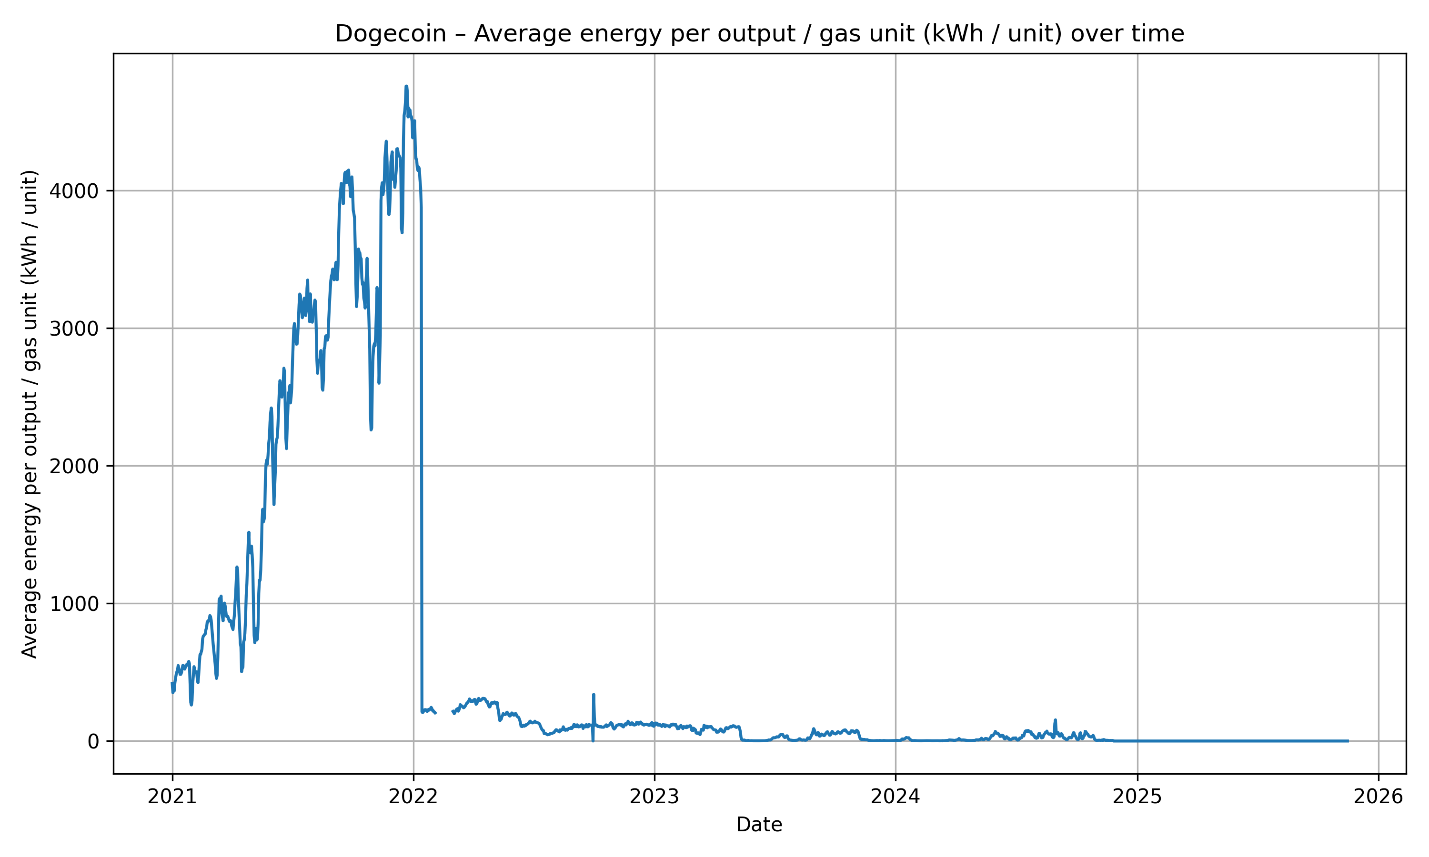 Dogecoin – Average energy per output / gas unit (kWh / unit) over time
Average energy per output / gas unit (kWh / unit)
4000
3000
2000
1000
0
2021 2022 2023 2024 2025 2026
Date